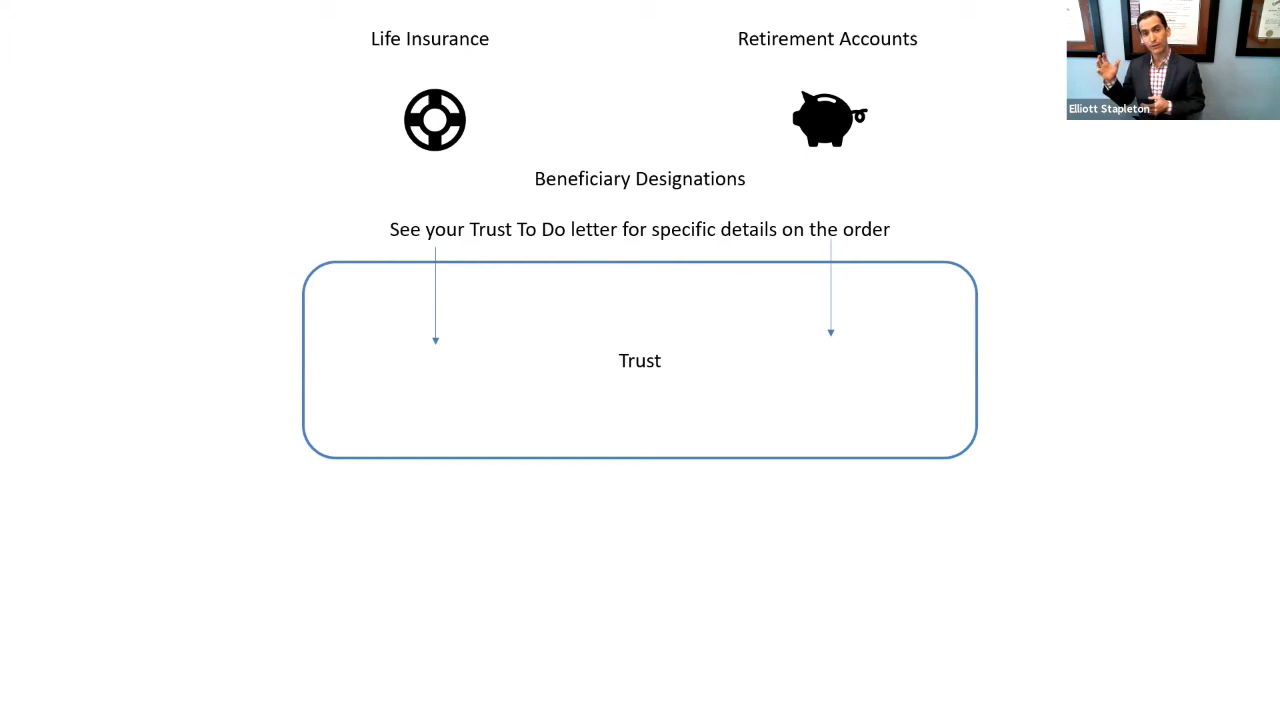 Life Insurance
Retirement Accounts
Elliott Stapleton
Beneficiary Designations
See your Trust To Do letter for specific details on the order
Trust